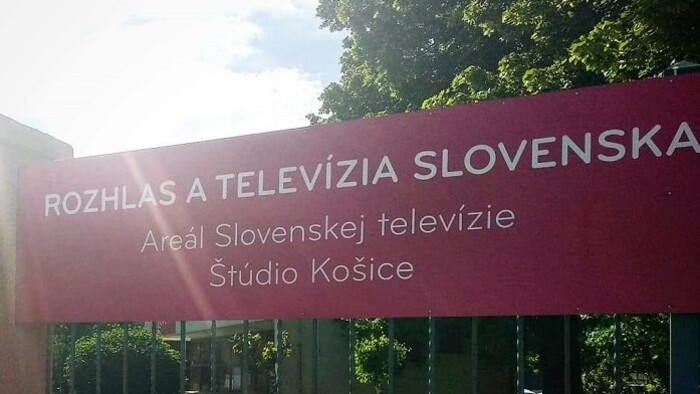 ROZHLAS A TELEVÍZIA SLOVENSKA
Areál Slovenskej televízie
Štúdio Košice